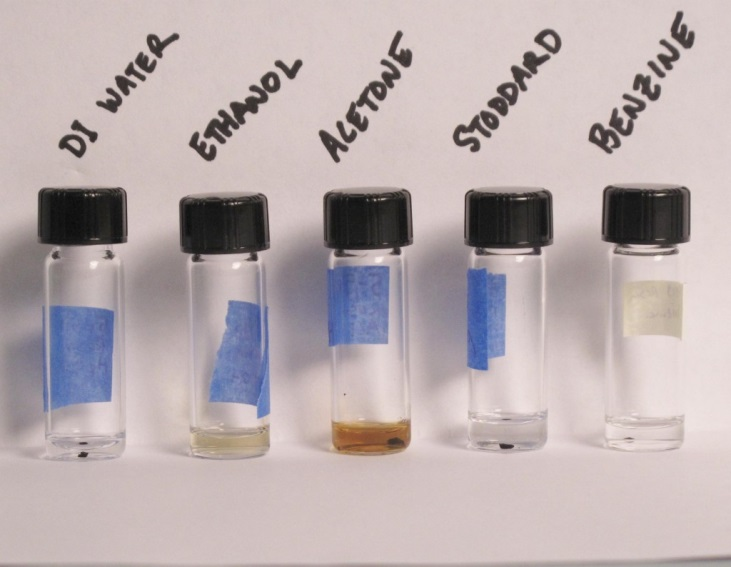 DI WATER
ETHANOL
ACETONE
STODDARD
BENZINE